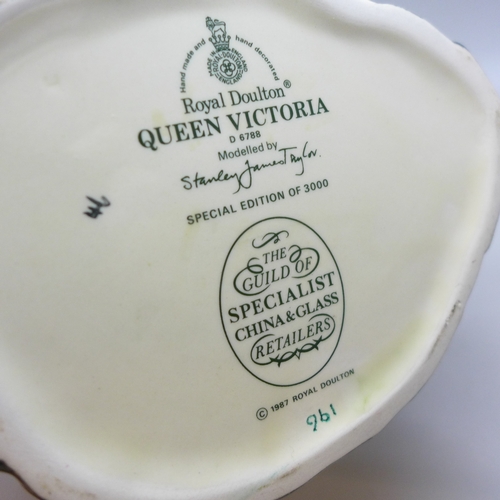 Hand made and hand decorated
Royal Doulton®
QUEEN VICTORIA
D 6788
Modelled by
Stanley James Taylor.
SPECIAL EDITION OF 3000
THE
GUILD OF
SPECIALIST
CHINA & GLASS
RETAILERS
© 1987 ROYAL DOULTON
196